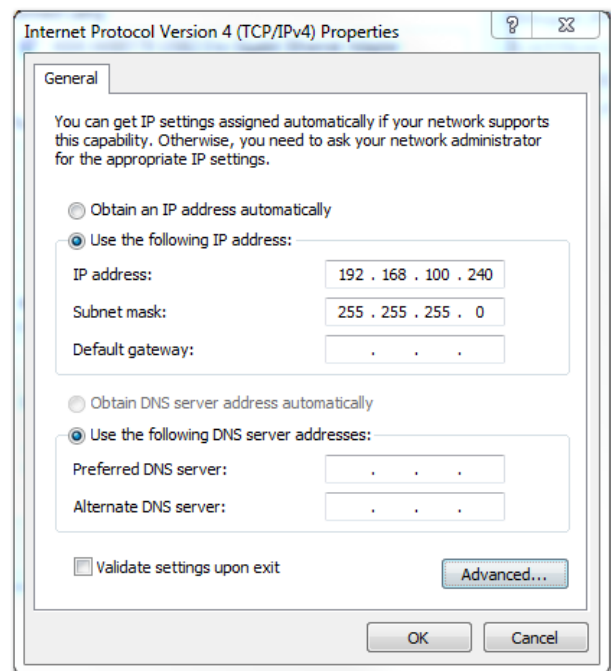 Internet Protocol Version 4 (TCP/IPv4) Properties
General
You can get IP settings assigned automatically if your network supports
this capability. Otherwise, you need to ask your network administrator
for the appropriate IP settings.
Obtain an IP address automatically
Use the following IP address:
IP address: 192 . 168 . 100 . 240
Subnet mask: 255 . 255 . 255 . 0
Default gateway: . . .
Obtain DNS server address automatically
Use the following DNS server addresses:
Preferred DNS server: . . .
Alternate DNS server: . . .
Validate settings upon exit
Advanced...
OK Cancel